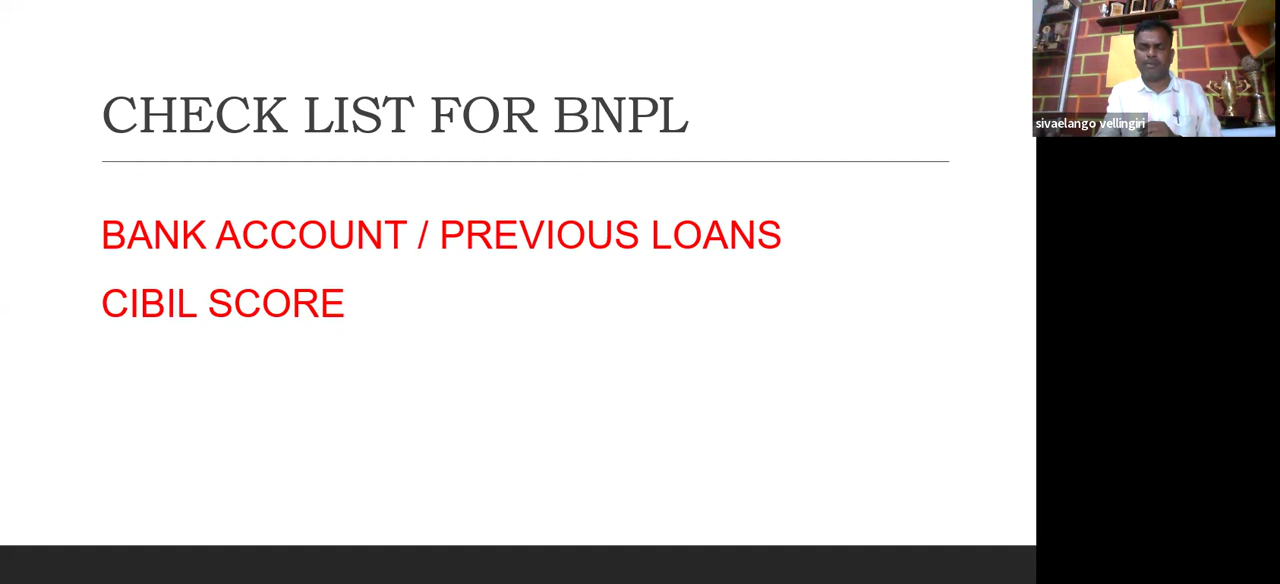 CHECK LIST FOR BNPL
BANK ACCOUNT / PREVIOUS LOANS
CIBIL SCORE
sivaelango vellingiri